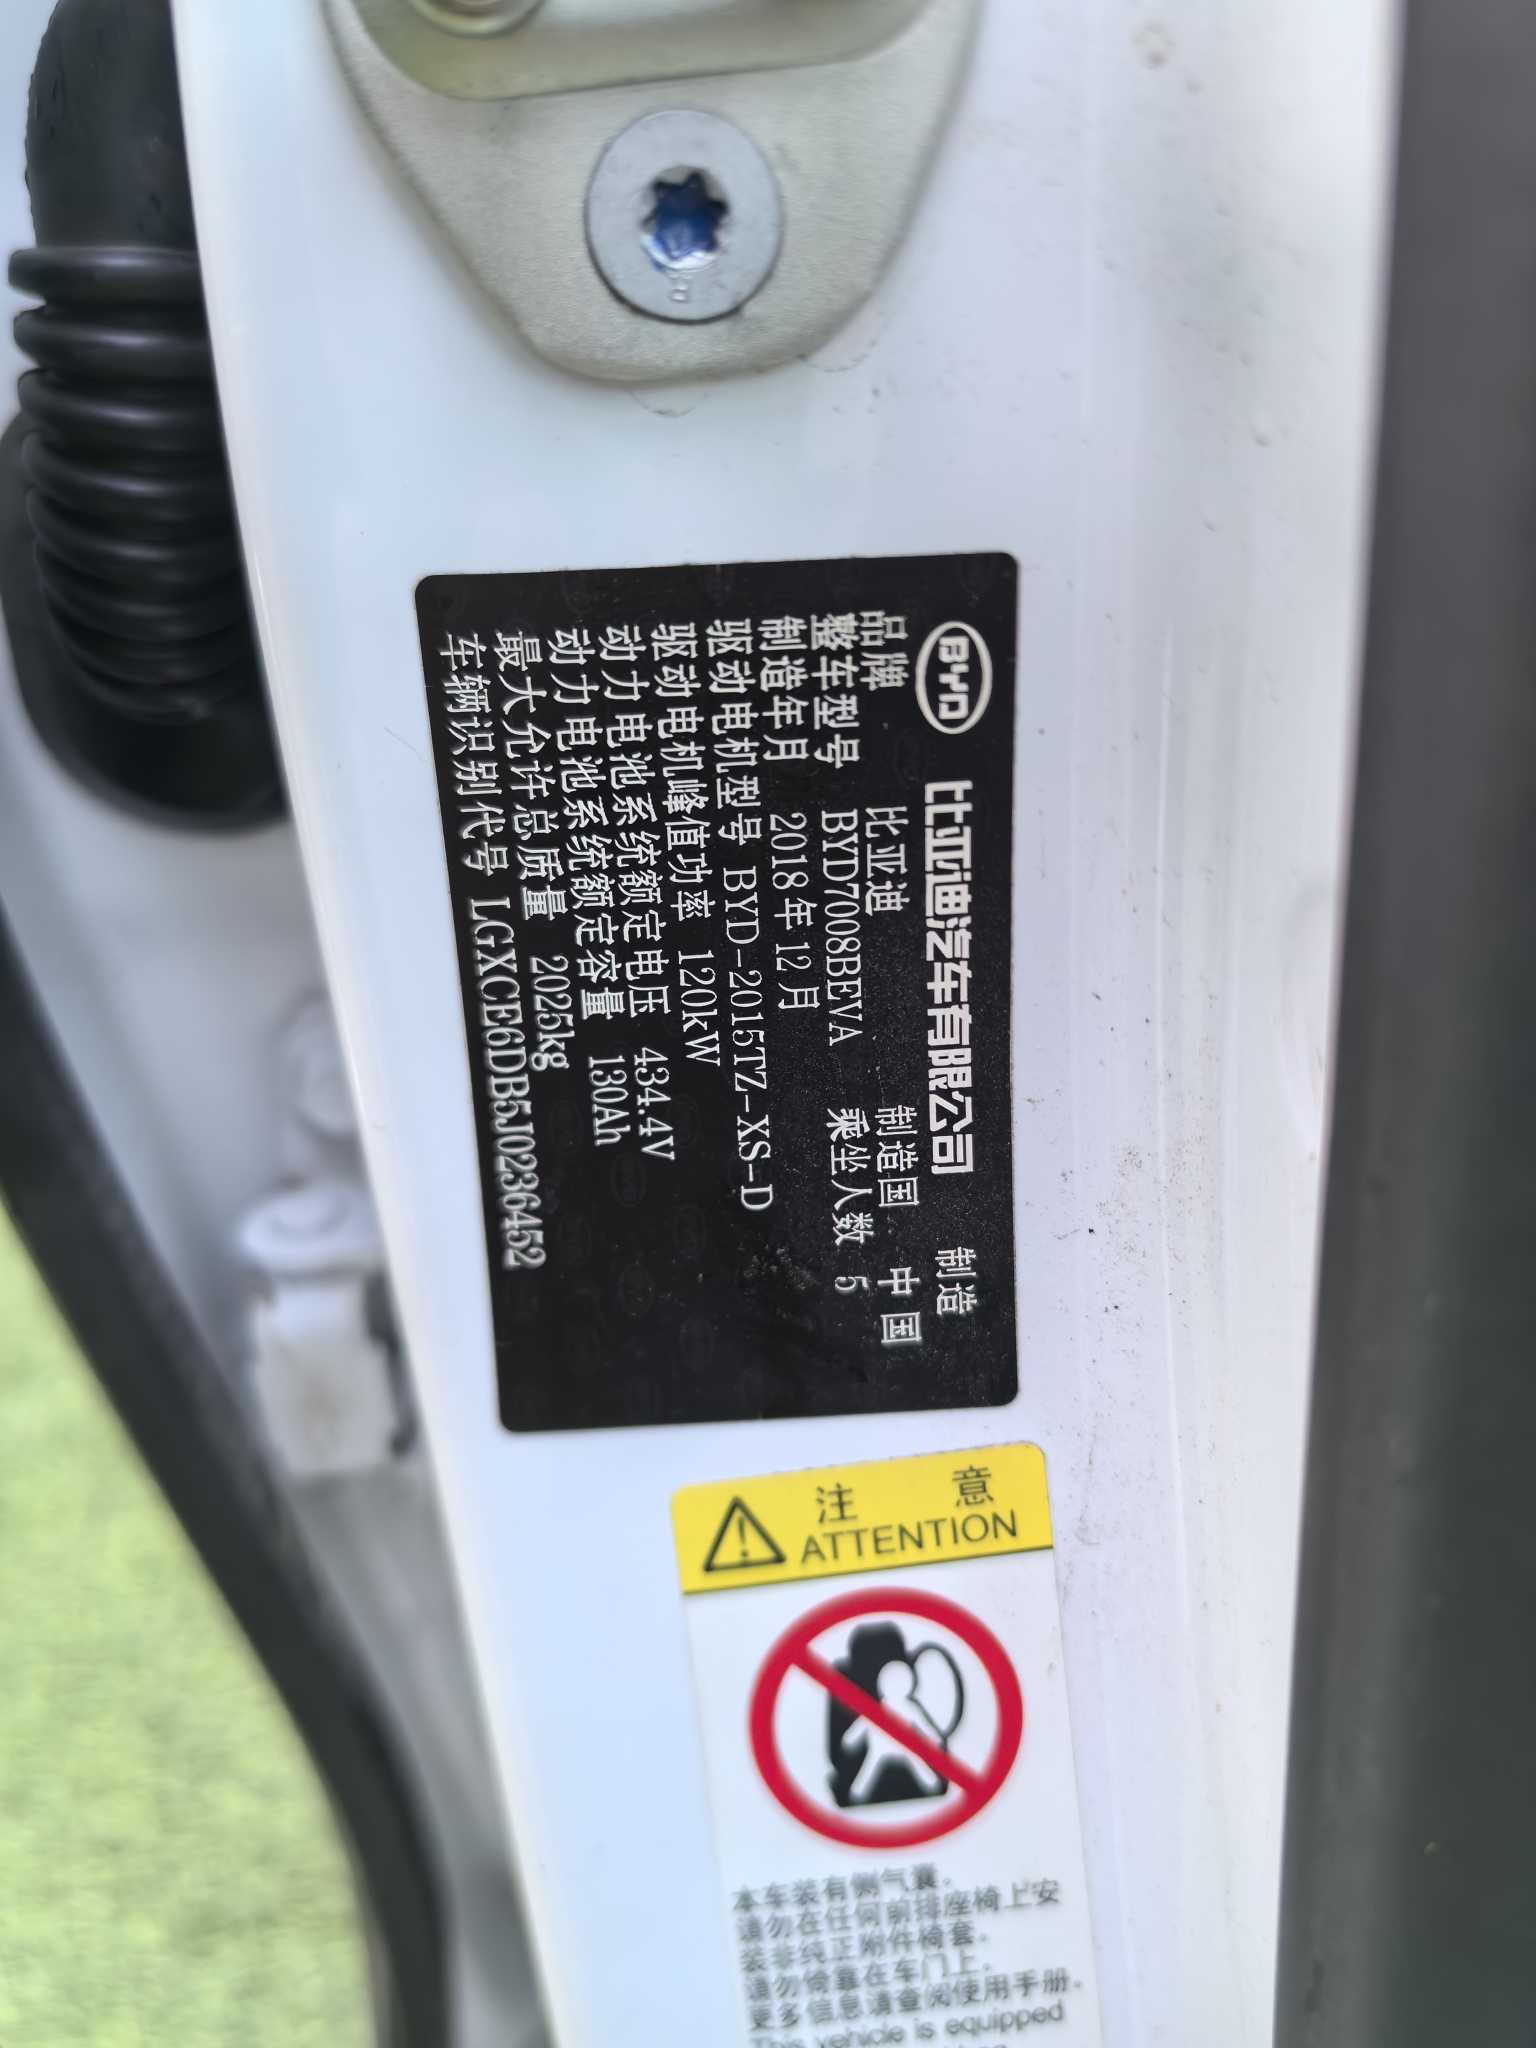 BYD 比亚迪汽车有限公司 制造
品牌 比亚迪 制造国 中国
整车型号 BYD7008BEVA 乘坐人数 5
制造年月 2018年12月
驱动电机型号 BYD-2015TZ-XS-D
驱动电机峰值功率 120kW
动力电池系统额定电压 434.4V
动力电池系统额定容量 130Ah
最大允许总质量 2025kg
车辆识别代号 LGXCE6DB5J0236452
注 意
ATTENTION
本车装有侧气囊。
请勿在任何前排座椅上安
装非纯正附件椅套。
请勿倚靠在车门上。
更多信息请查阅使用手册。
This vehicle is equipped